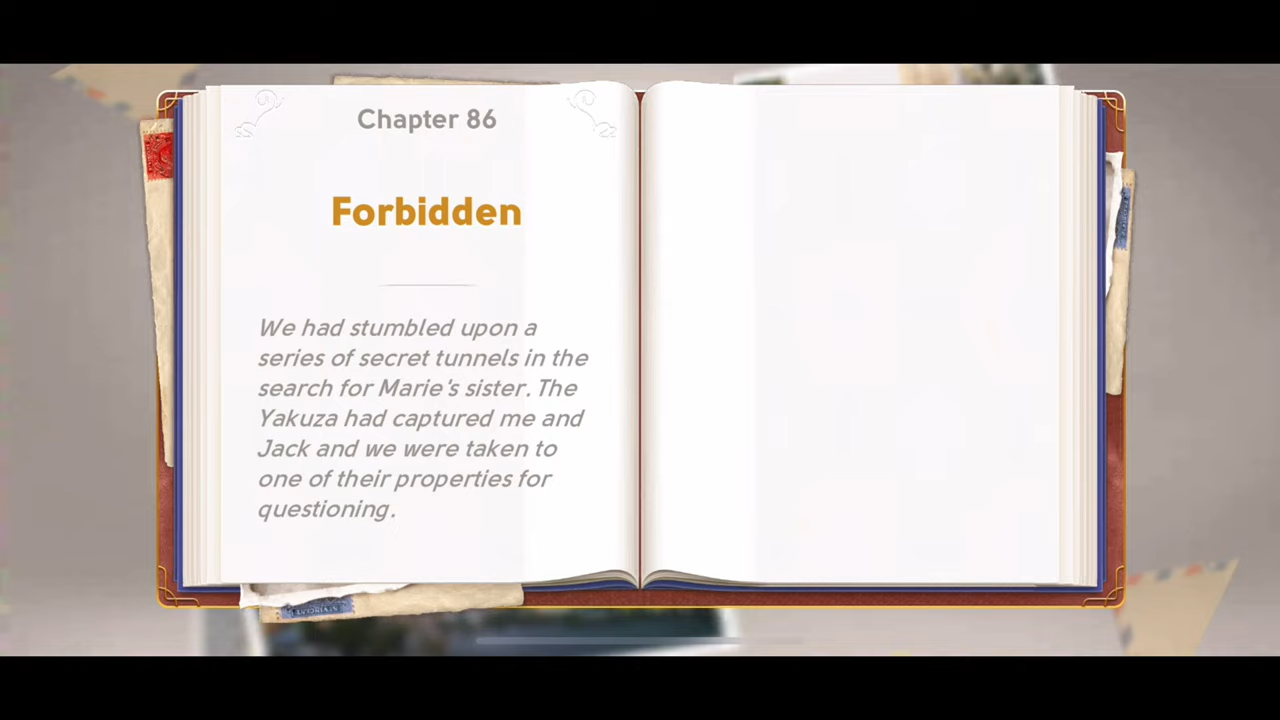 Chapter 86
Forbidden
We had stumbled upon a
series of secret tunnels in the
search for Marie's sister. The
Yakuza had captured me and
Jack and we were taken to
one of their properties for
questioning.